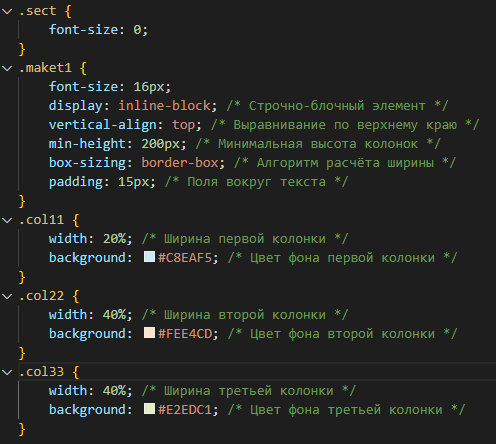 .sect {
    font-size: 0;
}
.maket1 {
    font-size: 16px;
    display: inline-block; /* Строчно-блочный элемент */
    vertical-align: top; /* Выравнивание по верхнему краю */
    min-height: 200px; /* Минимальная высота колонок */
    box-sizing: border-box; /* Алгоритм расчёта ширины */
    padding: 15px; /* Поля вокруг текста */
}
.col11 {
    width: 20%; /* Ширина первой колонки */
    background: #C8EAF5; /* Цвет фона первой колонки */
}
.col22 {
    width: 40%; /* Ширина второй колонки */
    background: #FEE4CD; /* Цвет фона второй колонки */
}
.col33 {
    width: 40%; /* Ширина третьей колонки */
    background: #E2EDC1; /* Цвет фона третьей колонки */
}